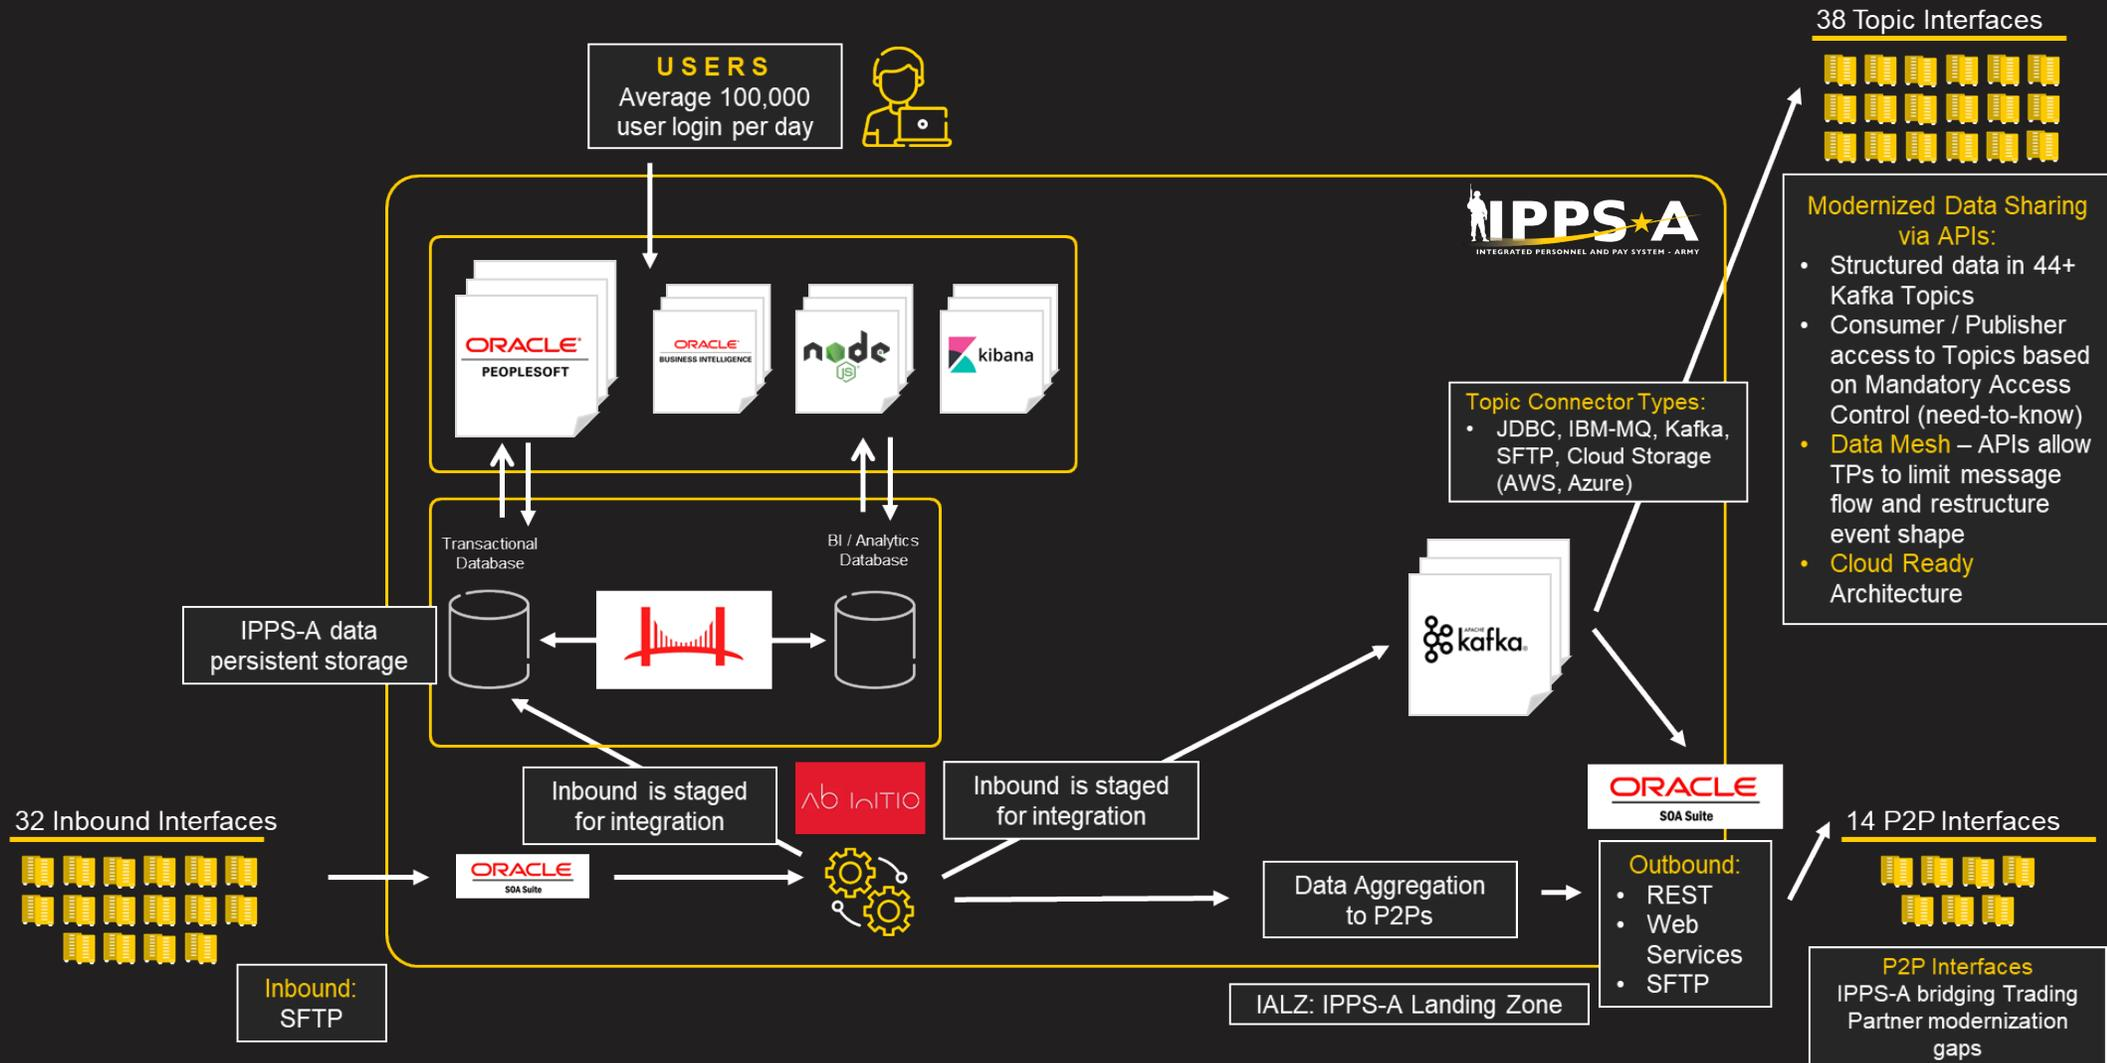 38 Topic Interfaces
USERS
Average 100,000
user login per day
IPPS A
INTEGRATED PERSONNEL AND PAY SYSTEM - ARMY
Modernized Data Sharing
via APIs:
• Structured data in 44+
Kafka Topics
• Consumer / Publisher
access to Topics based
on Mandatory Access
Control (need-to-know)
• Data Mesh – APIs allow
TPs to limit message
flow and restructure
event shape
• Cloud Ready
Architecture
ORACLE
PEOPLESOFT
ORACLE
BUSINESS INTELLIGENCE
node
JS
kibana
Topic Connector Types:
• JDBC, IBM-MQ, Kafka,
SFTP, Cloud Storage
(AWS, Azure)
Transactional
Database
BI / Analytics
Database
IPPS-A data
persistent storage
APACHE
kafka
Inbound is staged
for integration
Ab InITIO
Inbound is staged
for integration
ORACLE
SOA Suite
32 Inbound Interfaces
14 P2P Interfaces
ORACLE
SOA Suite
Data Aggregation
to P2Ps
Outbound:
• REST
• Web
Services
• SFTP
Inbound:
SFTP
IALZ: IPPS-A Landing Zone
P2P Interfaces
IPPS-A bridging Trading
Partner modernization
gaps